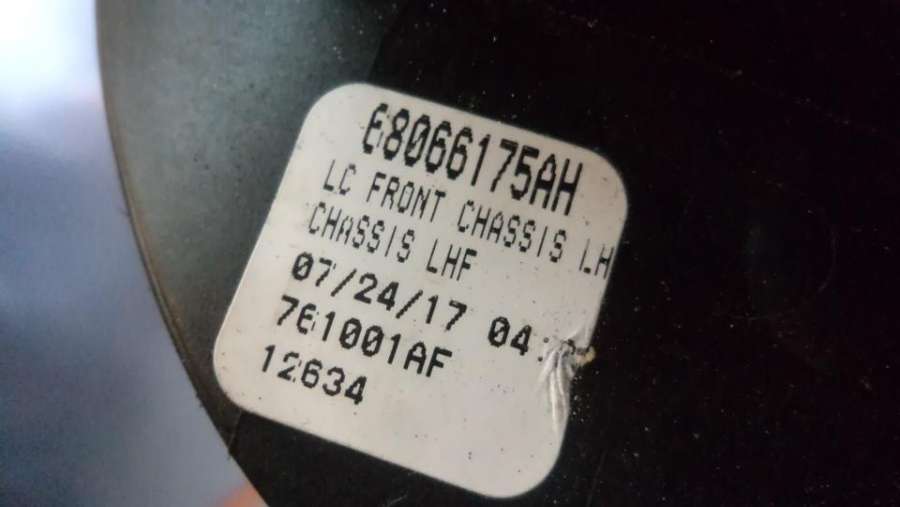 68066175AH
LC FRONT CHASSIS LH
CHASSIS LHF
07/24/17 04:
761001AF
12634